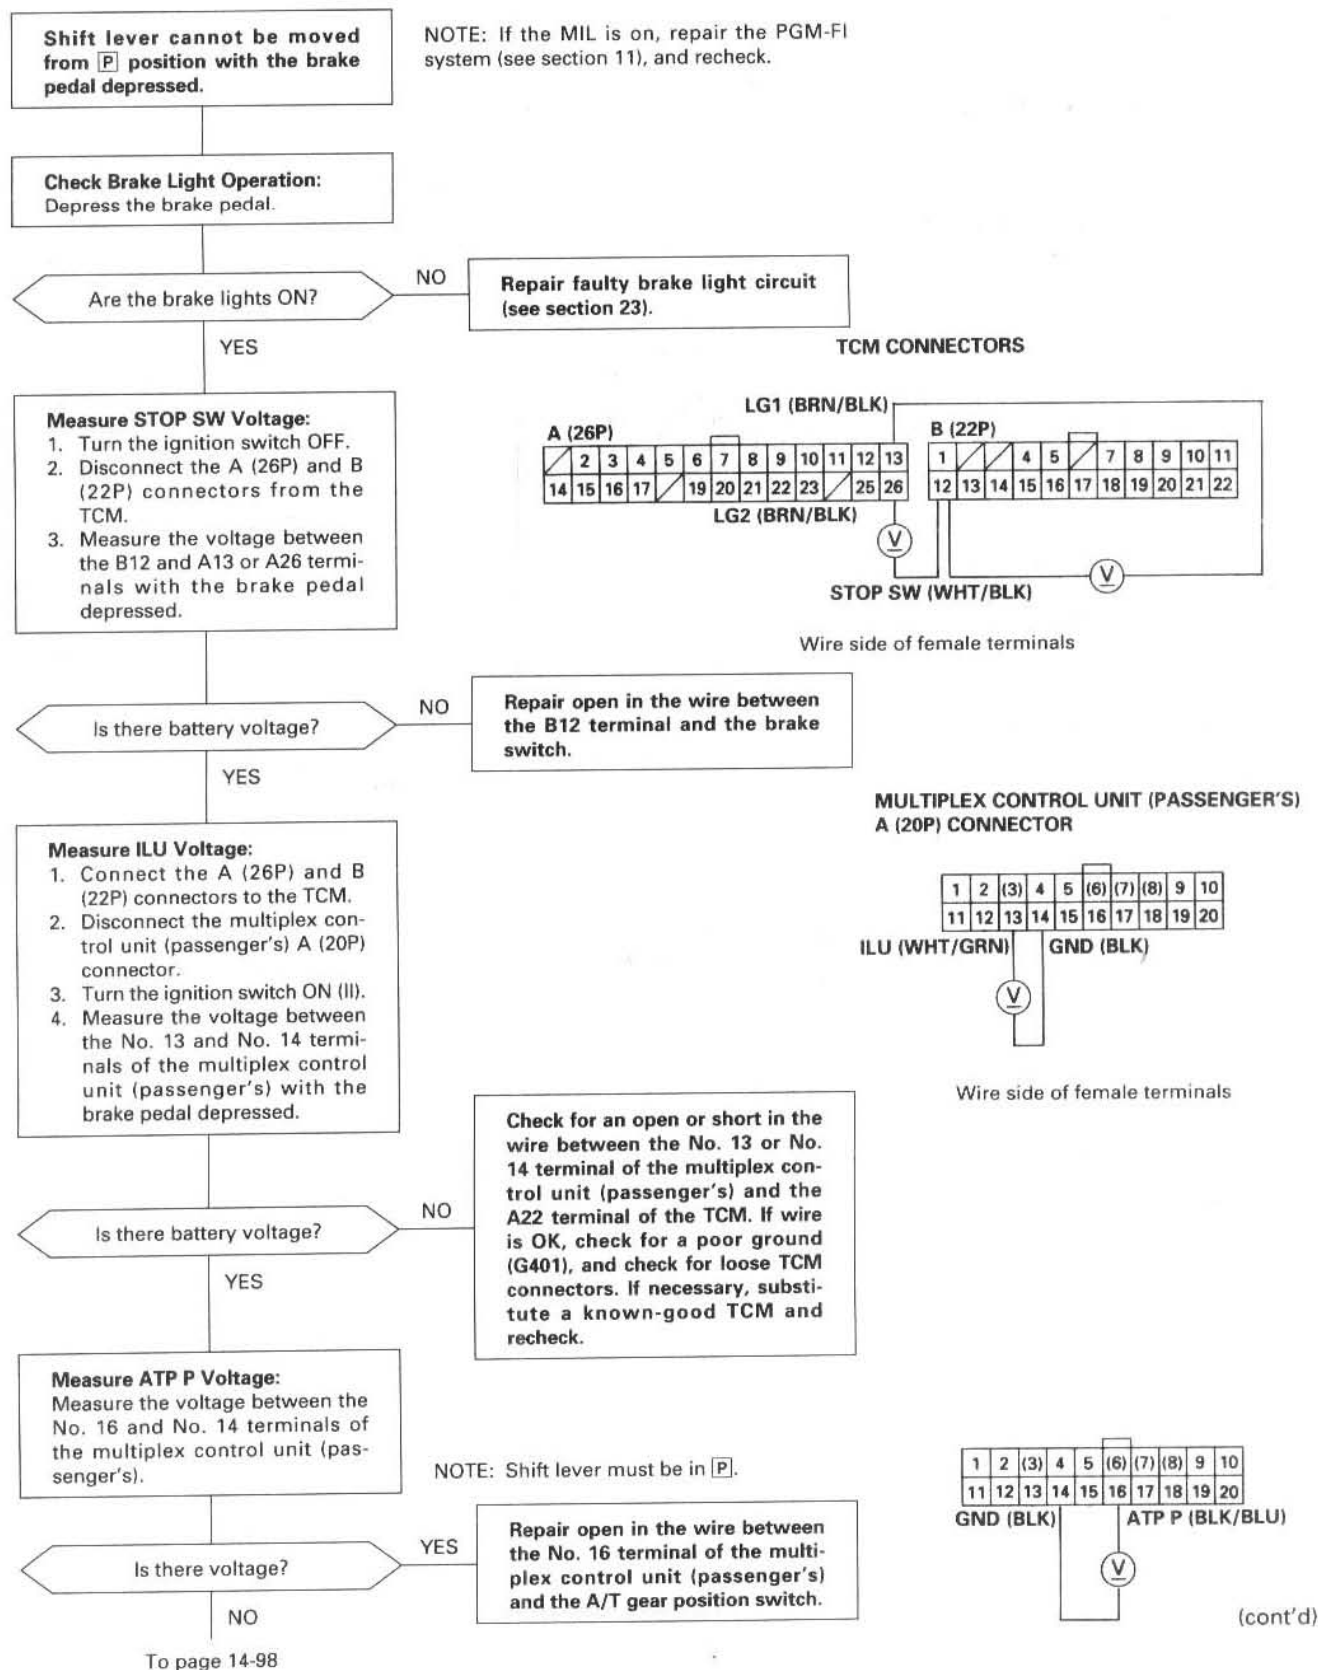 Shift lever cannot be moved
from P position with the brake
pedal depressed.
NOTE: If the MIL is on, repair the PGM-FI
system (see section 11), and recheck.
Check Brake Light Operation:
Depress the brake pedal.
Are the brake lights ON?
NO
Repair faulty brake light circuit
(see section 23).
YES
TCM CONNECTORS
Measure STOP SW Voltage:
1. Turn the ignition switch OFF.
2. Disconnect the A (26P) and B
(22P) connectors from the
TCM.
3. Measure the voltage between
the B12 and A13 or A26 termi-
nals with the brake pedal
depressed.
LG1 (BRN/BLK)
A (26P)
2 3 4 5 6 7 8 9 10 11 12 13
14 15 16 17 19 20 21 22 23 25 26
B (22P)
1 4 5 7 8 9 10 11
12 13 14 15 16 17 18 19 20 21 22
LG2 (BRN/BLK)
V
V
STOP SW (WHT/BLK)
Wire side of female terminals
Is there battery voltage?
NO
Repair open in the wire between
the B12 terminal and the brake
switch.
YES
MULTIPLEX CONTROL UNIT (PASSENGER'S)
A (20P) CONNECTOR
Measure ILU Voltage:
1. Connect the A (26P) and B
(22P) connectors to the TCM.
2. Disconnect the multiplex con-
trol unit (passenger's) A (20P)
connector.
3. Turn the ignition switch ON (II).
4. Measure the voltage between
the No. 13 and No. 14 termi-
nals of the multiplex control
unit (passenger's) with the
brake pedal depressed.
1 2 (3) 4 5 (6) (7) (8) 9 10
11 12 13 14 15 16 17 18 19 20
ILU (WHT/GRN)
GND (BLK)
V
Wire side of female terminals
Is there battery voltage?
NO
Check for an open or short in the
wire between the No. 13 or No.
14 terminal of the multiplex con-
trol unit (passenger's) and the
A22 terminal of the TCM. If wire
is OK, check for a poor ground
(G401), and check for loose TCM
connectors. If necessary, substi-
tute a known-good TCM and
recheck.
YES
Measure ATP P Voltage:
Measure the voltage between the
No. 16 and No. 14 terminals of
the multiplex control unit (pas-
senger's).
NOTE: Shift lever must be in P.
1 2 (3) 4 5 (6) (7) (8) 9 10
11 12 13 14 15 16 17 18 19 20
GND (BLK)
ATP P (BLK/BLU)
V
Is there voltage?
YES
Repair open in the wire between
the No. 16 terminal of the multi-
plex control unit (passenger's)
and the A/T gear position switch.
NO
(cont'd)
To page 14-98